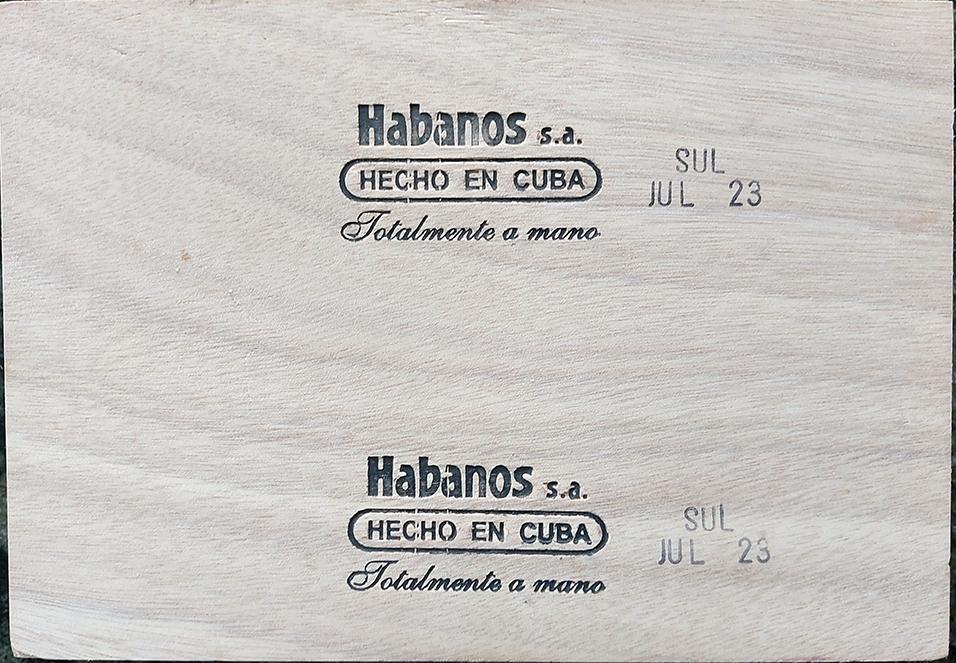 Habanos s.a.
HECHO EN CUBA
Totalmente a mano
SUL
JUL 23
Habanos s.a.
HECHO EN CUBA
Totalmente a mano
SUL
JUL 23